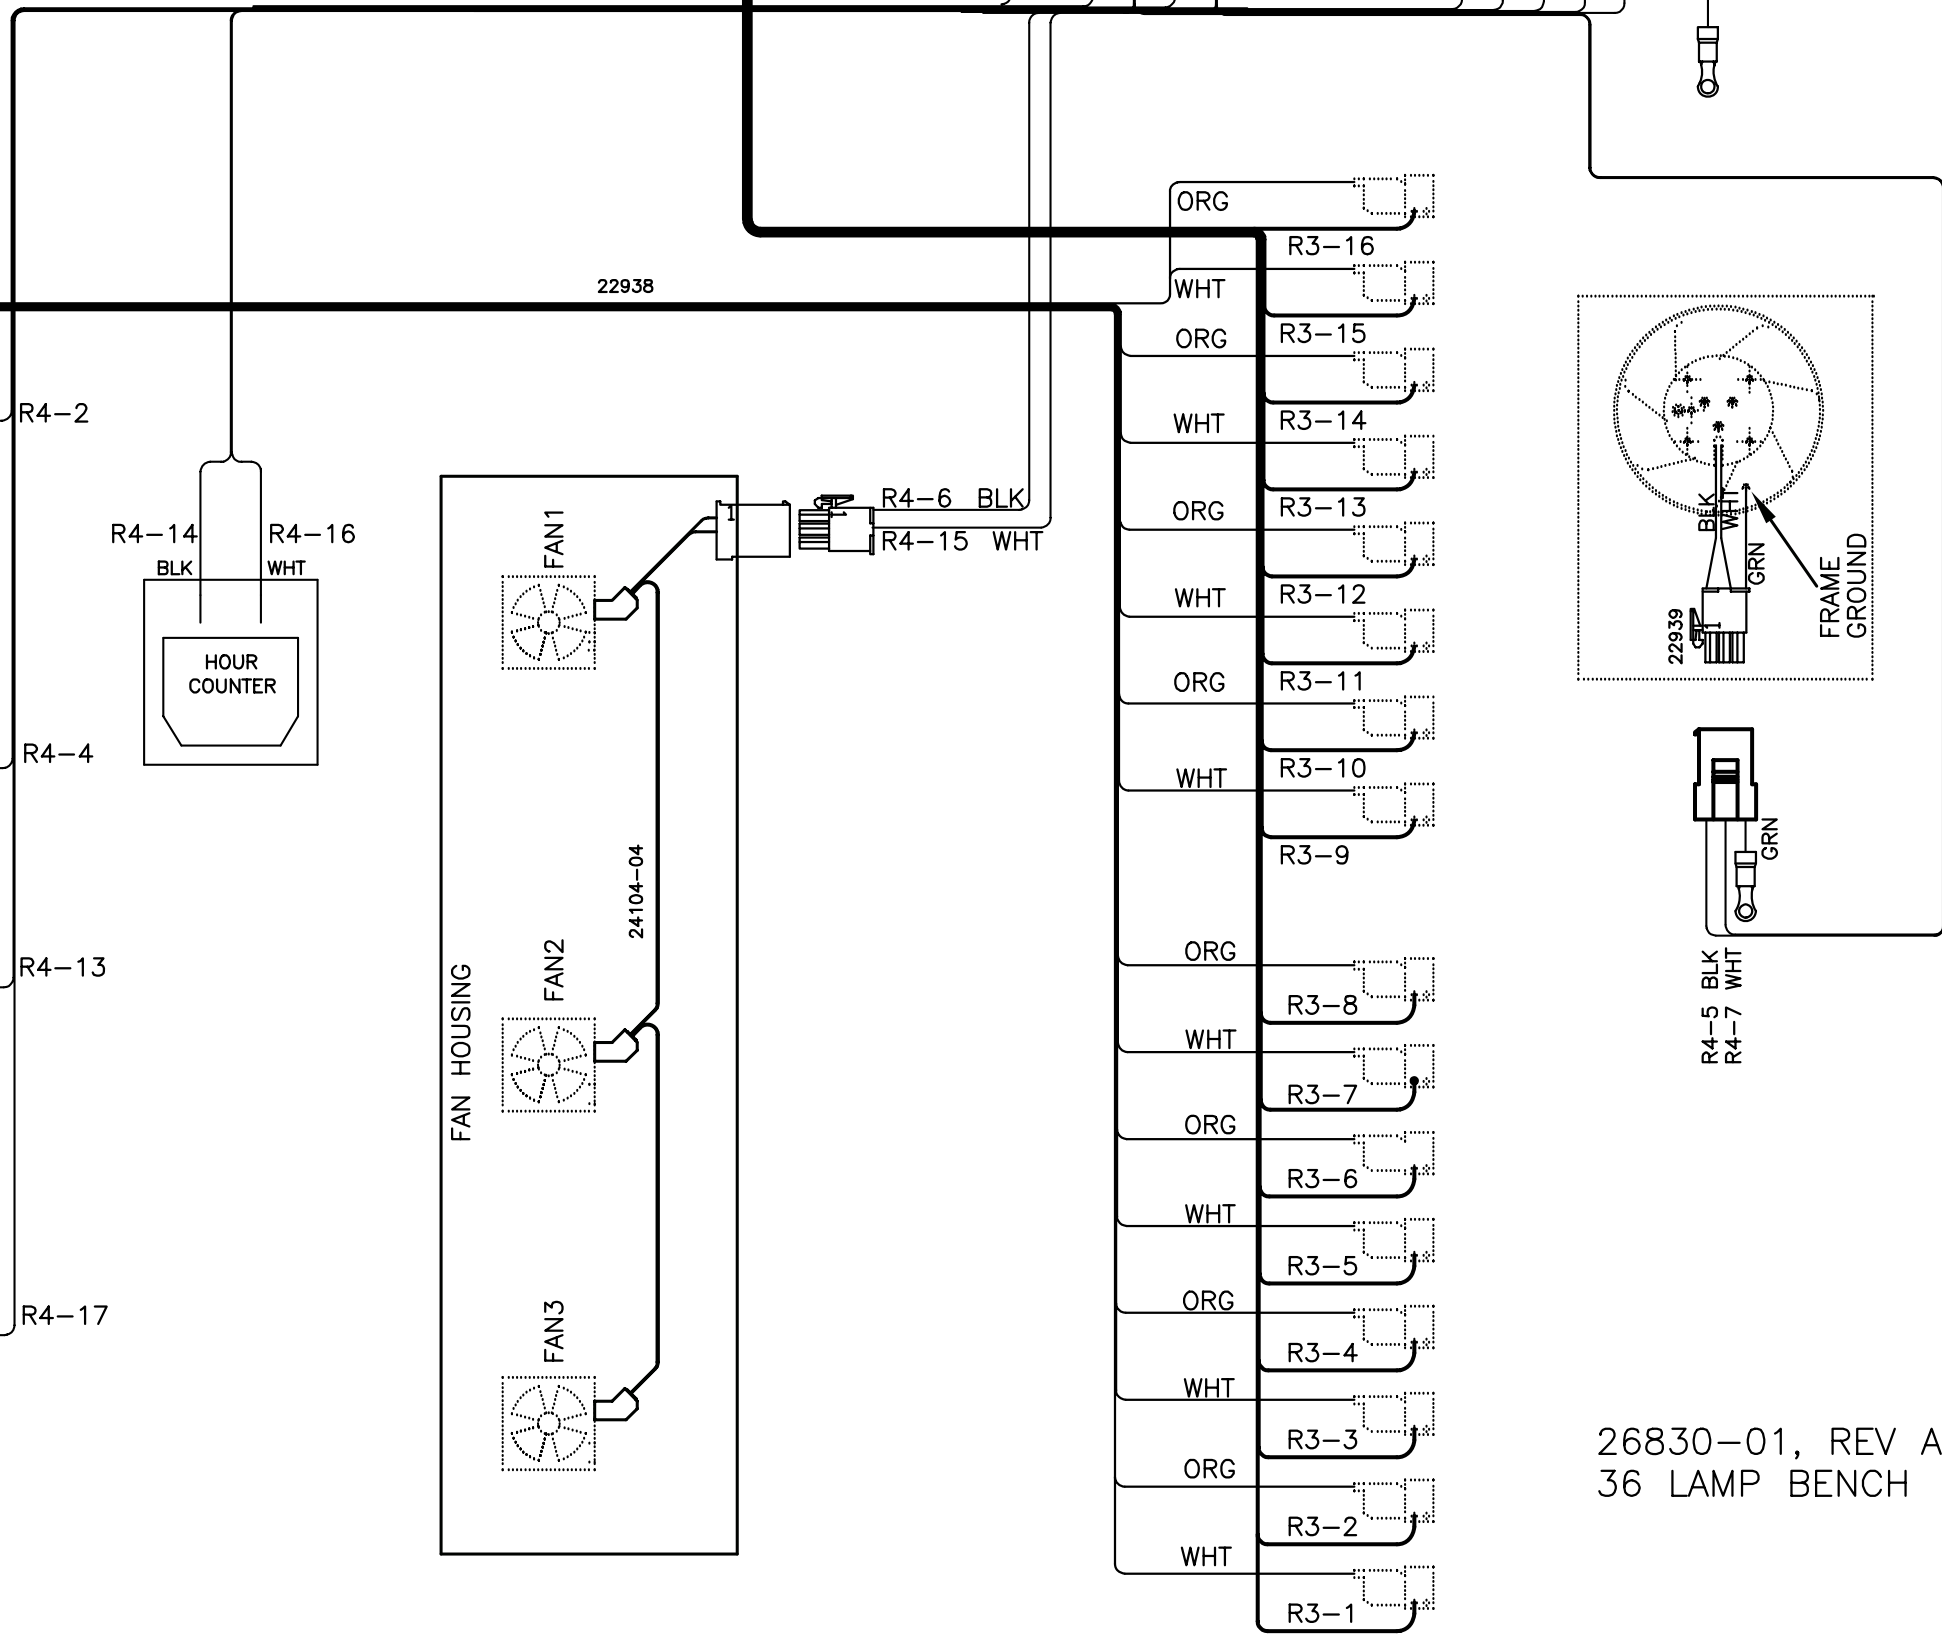 ORG
R3-16
22938
WHT
R3-15
ORG
R3-14
R4-2
WHT
R3-13
R4-6 BLK
R4-15 WHT
1
1
ORG
R3-12
R4-14
R4-16
BLK
WHT
HOUR
COUNTER
FAN1
WHT
R3-11
ORG
R3-10
WHT
R3-9
BLK
WHT
GRN
FRAME
GROUND
22939
1
R4-4
24104-04
GRN
R4-5 BLK
R4-7 WHT
R4-13
FAN2
FAN HOUSING
ORG
R3-8
WHT
R3-7
ORG
R3-6
WHT
R3-5
R4-17
FAN3
ORG
R3-4
WHT
R3-3
ORG
R3-2
WHT
R3-1
26830-01, REV A
36 LAMP BENCH